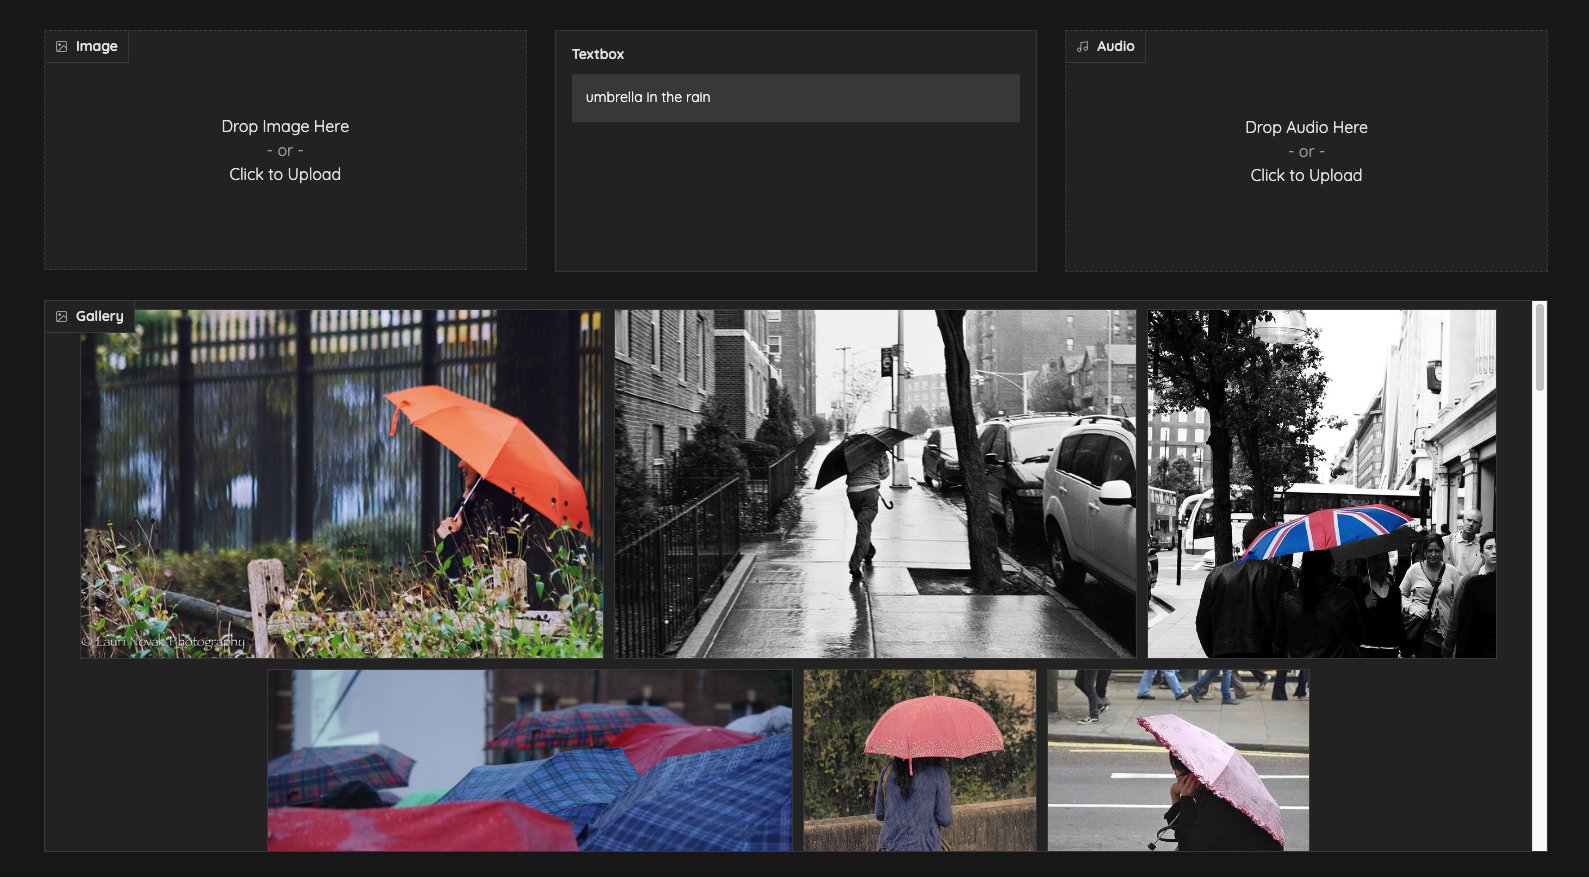 Image
Drop Image Here
- or -
Click to Upload
Textbox
umbrella in the rain
Audio
Drop Audio Here
- or -
Click to Upload
Gallery
© Lauri Novak Photography